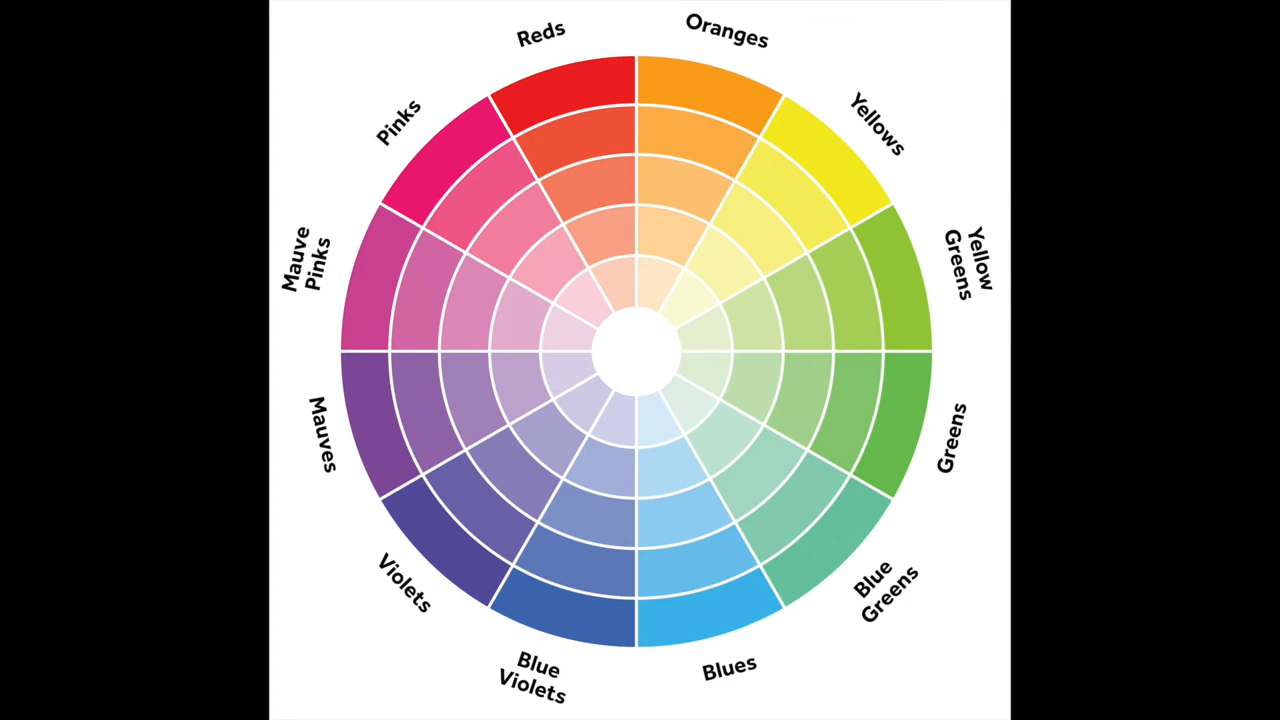 Reds
Oranges
Pinks
Yellows
Mauve
Pinks
Yellow
Greens
Mauves
Greens
Violets
Blue
Greens
Blue
Violets
Blues